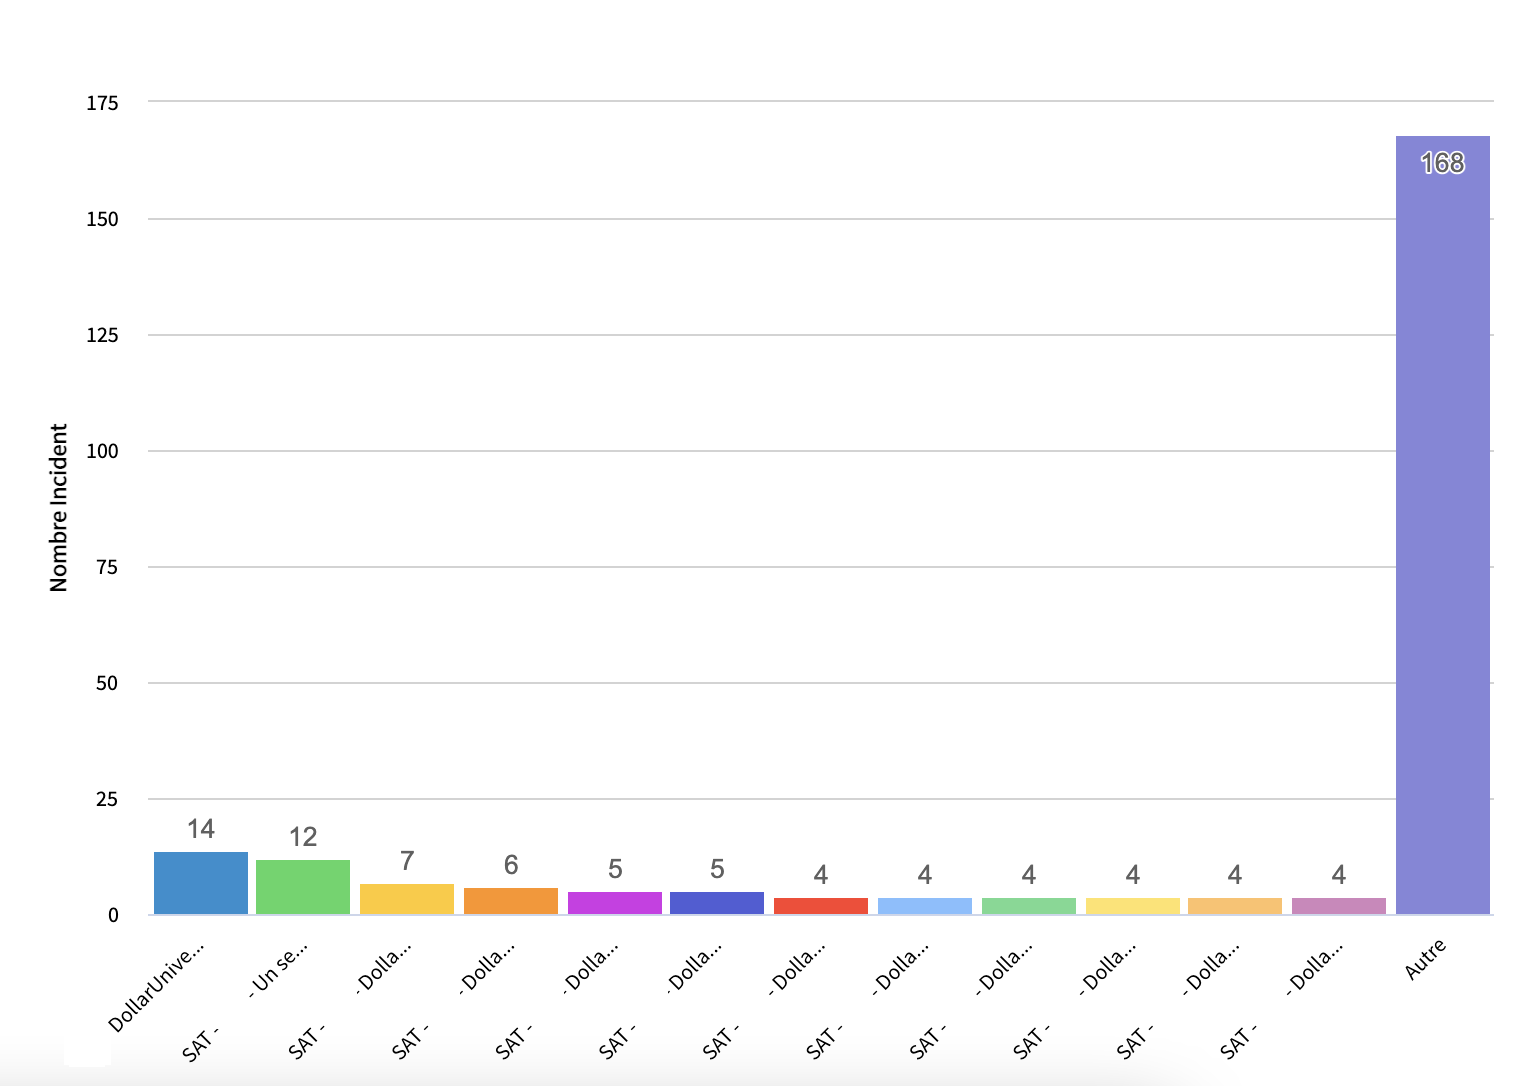 175
150
125
100
75
50
25
0
Nombre Incident
14
12
7
6
5
5
4
4
4
4
4
4
168
DollarUnive...
SAT - - Un se...
SAT - - Dolla...
SAT - - Dolla...
SAT - - Dolla...
SAT - - Dolla...
SAT - - Dolla...
SAT - - Dolla...
SAT - - Dolla...
SAT - - Dolla...
SAT - - Dolla...
SAT - - Dolla...
Autre